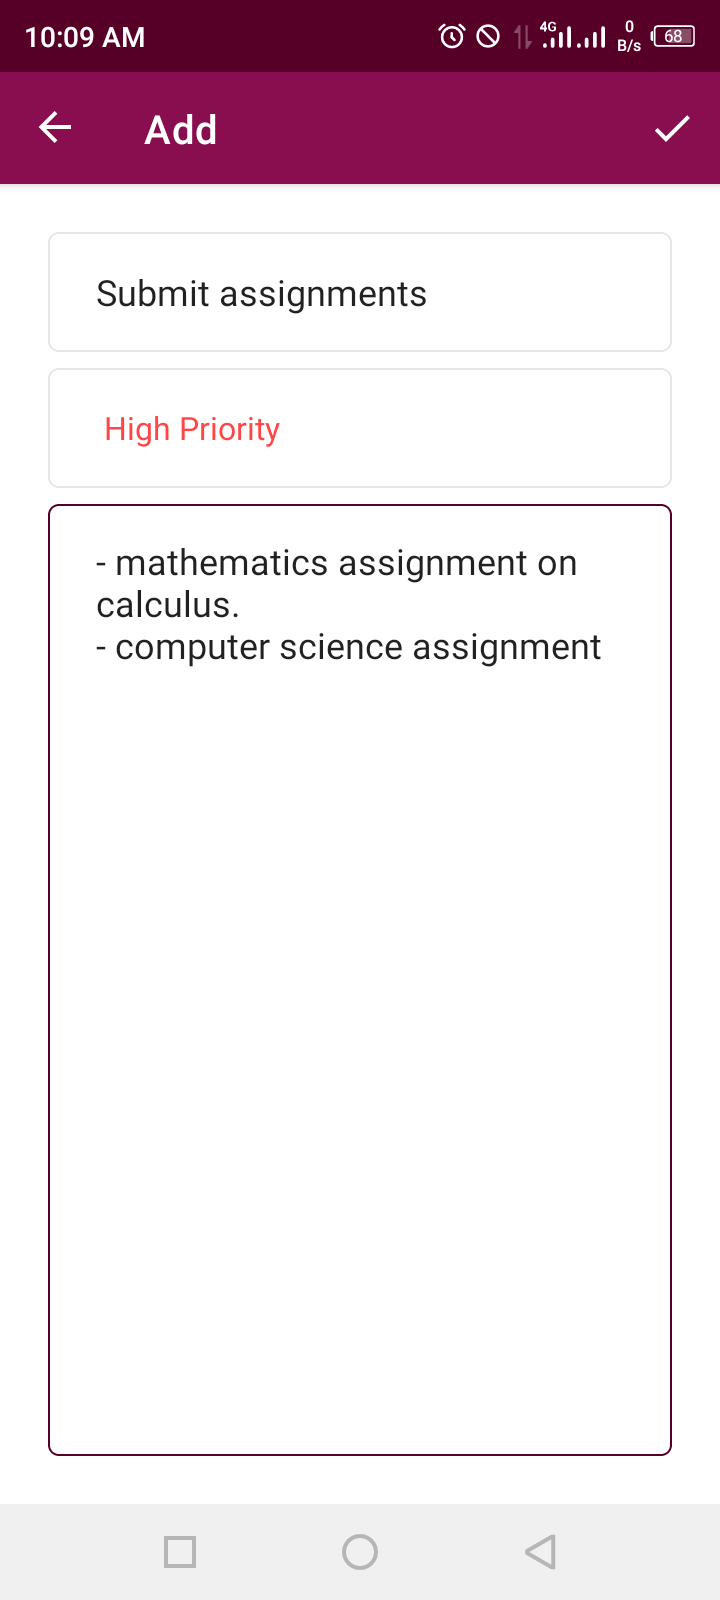 10:09 AM
4G
0
B/s
68
Add
Submit assignments
High Priority
- mathematics assignment on
calculus.
- computer science assignment